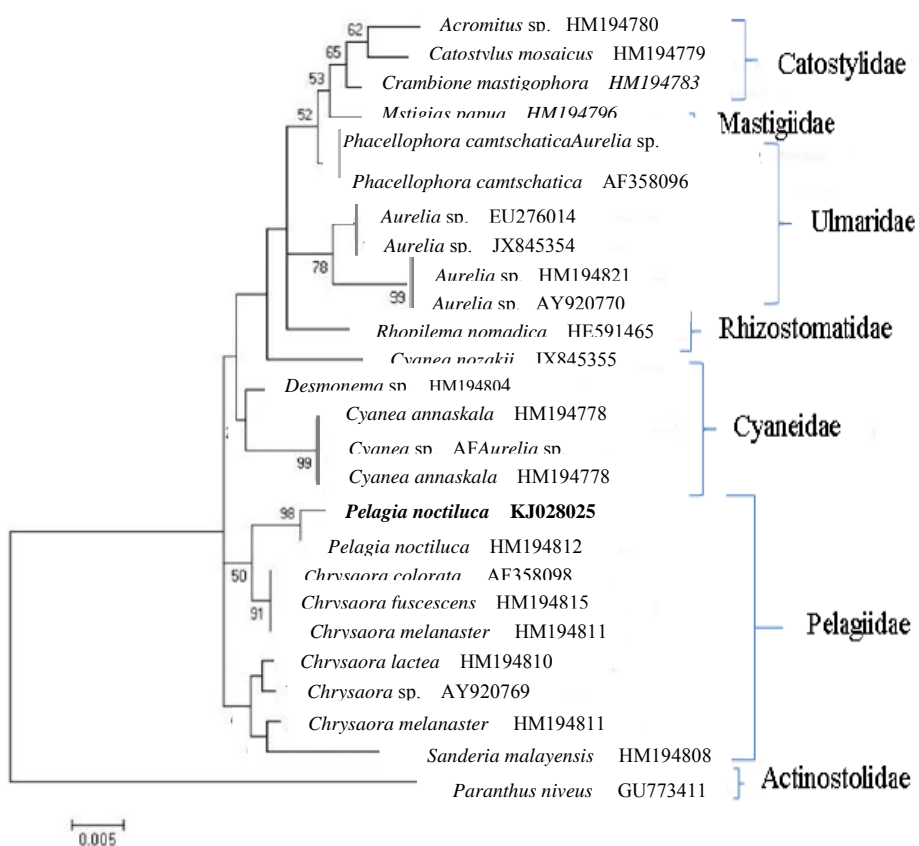 62
Acromitus sp. HM194780
65
Catostylus mosaicus HM194779
Catostylidae
53
Crambione mastigophora HM194783
52
Mstigias papua HM194796
Mastigiidae
Phacellophora camtschaticaAurelia sp.
Phacellophora camtschatica AF358096
Aurelia sp. EU276014
Ulmaridae
Aurelia sp. JX845354
78
Aurelia sp. HM194821
99
Aurelia sp. AY920770
Rhopilema nomadica HE591465
Rhizostomatidae
Cyanea nozakii JX845355
Desmonema sp. HM194804
Cyanea annaskala HM194778
Cyaneidae
Cyanea sp. AFAurelia sp.
99
Cyanea annaskala HM194778
98
Pelagia noctiluca KJ028025
Pelagia noctiluca HM194812
50
Chrysaora colorata AF358098
91
Chrysaora fuscescens HM194815
Pelagiidae
Chrysaora melanaster HM194811
Chrysaora lactea HM194810
Chrysaora sp. AY920769
Chrysaora melanaster HM194811
Sanderia malayensis HM194808
Actinostolidae
Paranthus niveus GU773411
0.005